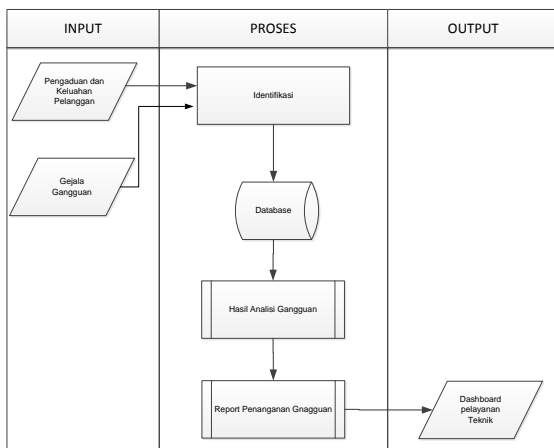 INPUT
PROSES
OUTPUT
Pengaduan dan
Keluahan
Pelanggan
Identifikasi
Gejala
Gangguan
Database
Hasil Analisi Gangguan
Report Penanganan Gnagguan
Dashboard
pelayanan
Teknik